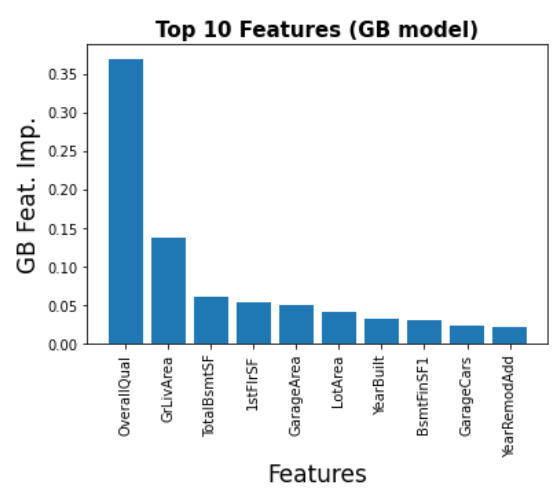 Top 10 Features (GB model)
GB Feat. Imp.
0.35
0.30
0.25
0.20
0.15
0.10
0.05
0.00
OverallQual
GrLivArea
TotalBsmtSF
1stFlrSF
GarageArea
LotArea
YearBuilt
BsmtFinSF1
GarageCars
YearRemodAdd
Features